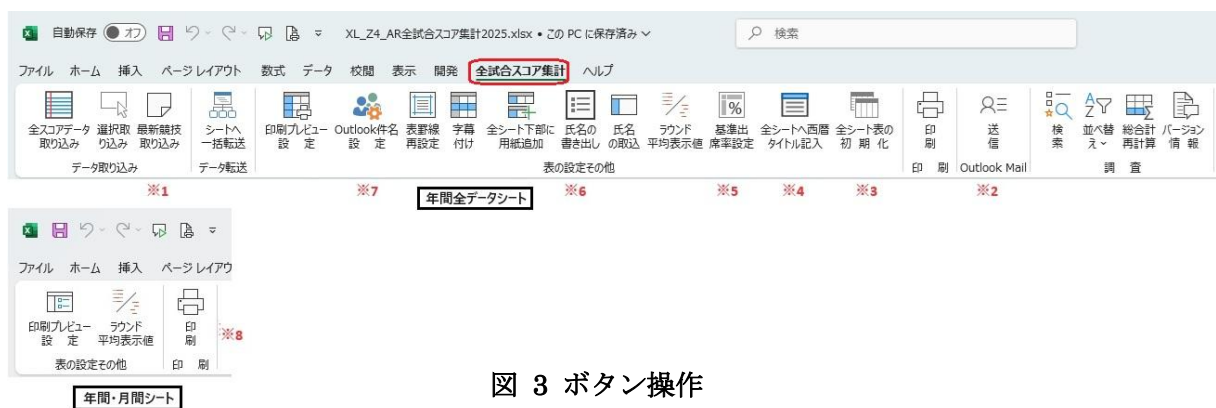 自動保存 オフ XL_Z4_AR全試合スコア集計2025.xlsx • この PC に保存済み 検索
ファイル ホーム 挿入 ページ レイアウト 数式 データ 校閲 表示 開発 全試合スコア集計 ヘルプ
全スコアデータ 選択取 最新競技 シートへ 印刷プレビュー Outlook件名 表罫線 字幕 全シート下部に 氏名の 氏名 ラウンド 基準出 全シートへ西暦 全シート表の 印 送 検 並べ替 総合計 バージョン
取り込み り込み 取り込み 一括転送 設 定 設 定 再設定 付け 用紙追加 書き出し の取込 平均表示値 席率設定 タイトル記入 初 期 化 刷 信 索 え 再計算 情 報
データ取り込み データ転送 表の設定その他 印 刷 Outlook Mail 調 査
※1 ※7 年間全データシート ※6 ※5 ※4 ※3 ※2
ファイル ホーム 挿入 ページ レイアウ
印刷プレビュー ラウンド 印
設 定 平均表示値 刷 ※8
表の設定その他 印 刷
年間・月間シート
図 3 ボタン操作